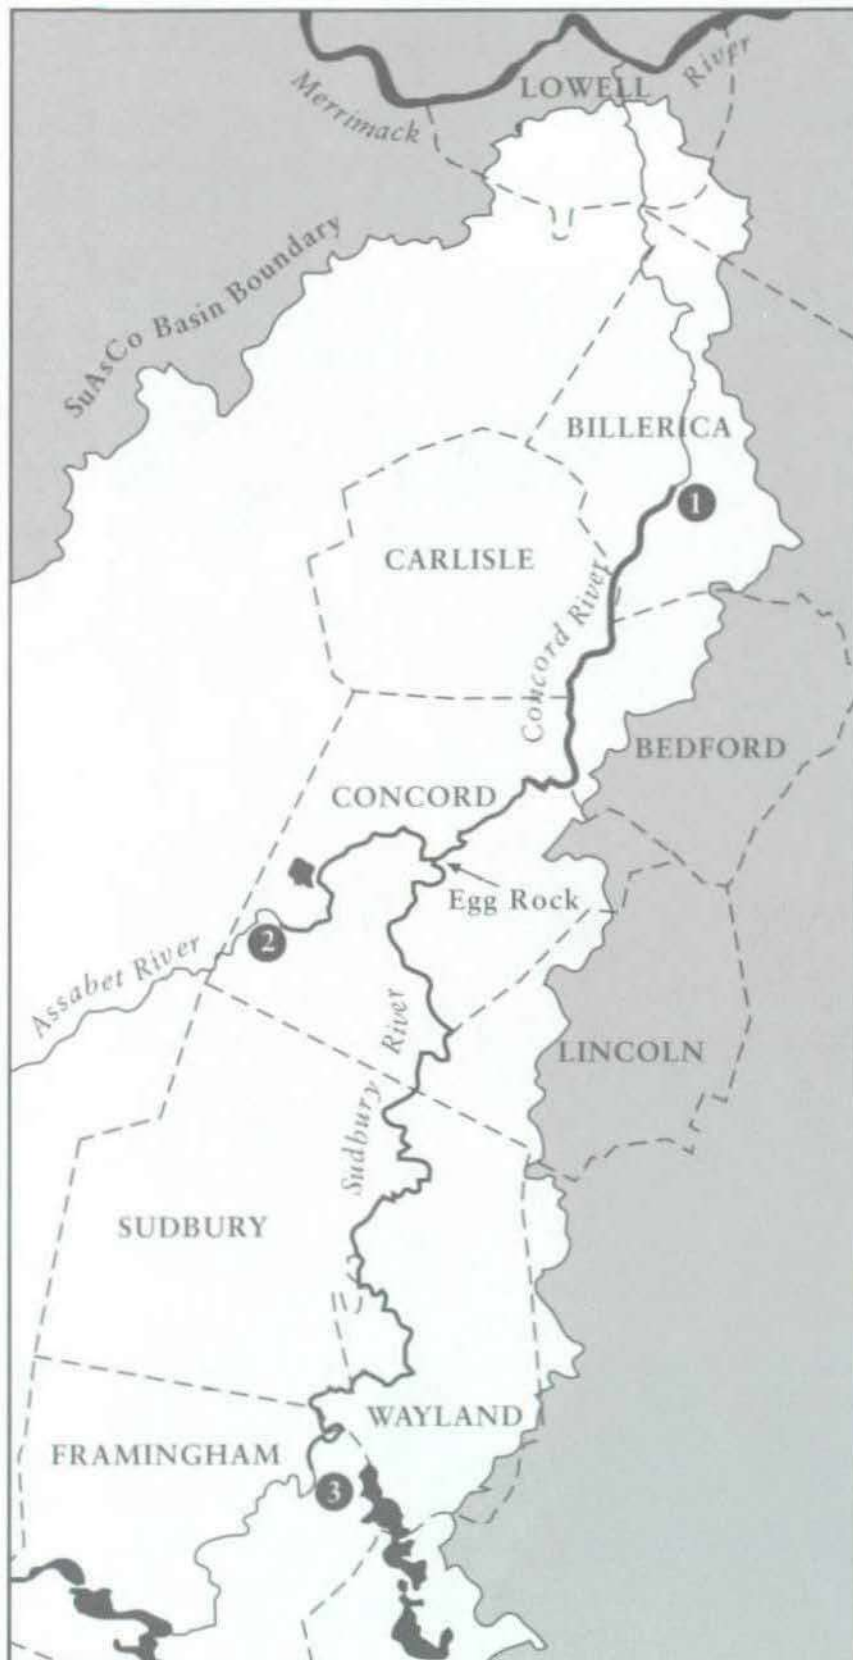 Merrimack
LOWELL
River
SuAsCo Basin Boundary
BILLERICA
1
CARLISLE
Concord River
BEDFORD
CONCORD
Egg Rock
2
Assabet River
LINCOLN
Sudbury River
SUDBURY
WAYLAND
FRAMINGHAM
3